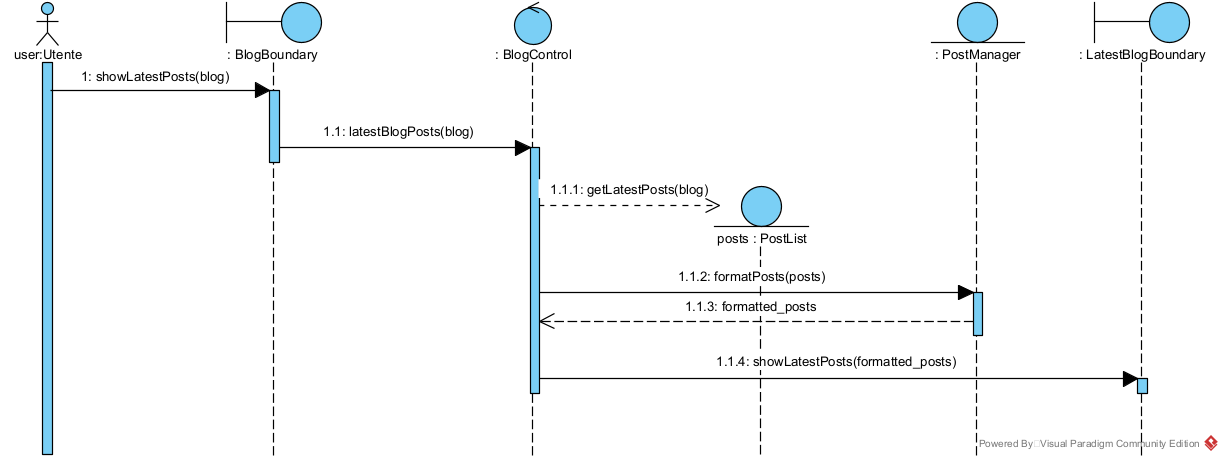 user:Utente
: BlogBoundary
: BlogControl
: PostManager
: LatestBlogBoundary
1: showLatestPosts(blog)
1.1: latestBlogPosts(blog)
1.1.1: getLatestPosts(blog)
posts : PostList
1.1.2: formatPosts(posts)
1.1.3: formatted_posts
1.1.4: showLatestPosts(formatted_posts)
Powered By Visual Paradigm Community Edition